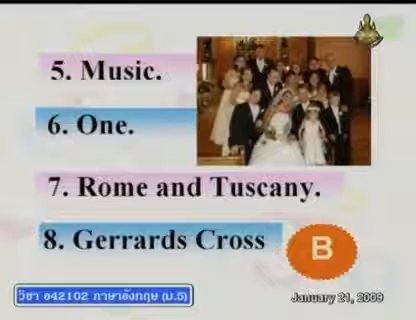 5. Music.
6. One.
7. Rome and Tuscany.
8. Gerrards Cross
B
วิชา อ42102 ภาษาอังกฤษ (ม.5)
January 21, 2009